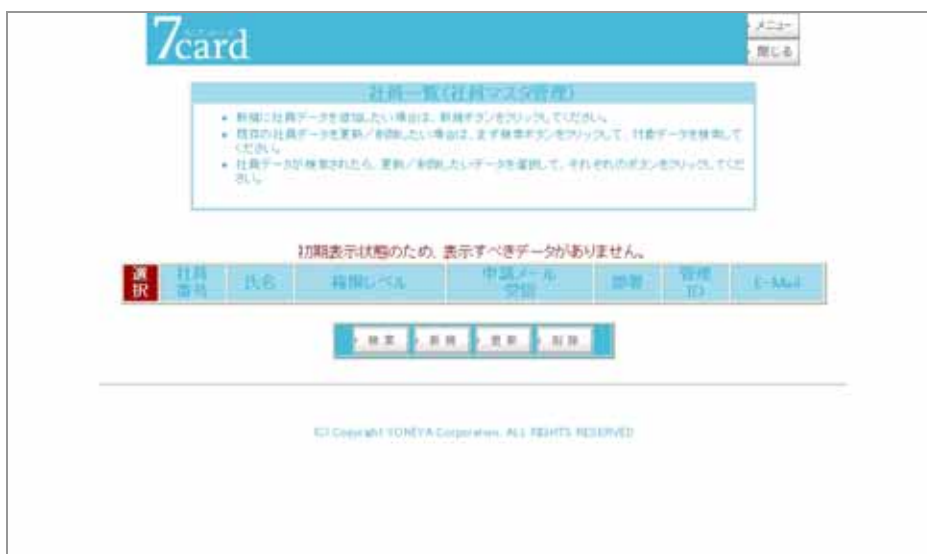 7card
メニュー
閉じる
社員一覧(社員マスタ管理)
新規に社員データを追加したい場合は、新規ボタンをクリックしてください。
既存の社員データを更新／削除したい場合は、まず検索ボタンをクリックして、対象データを検索して
ください。
社員データが検索されたら、更新／削除したいデータを選択して、それぞれのボタンをクリックしてくだ
さい。
初期表示状態のため、表示すべきデータがありません。
選択 社員番号 氏名 権限レベル 申請メール受信 部署 管理ID E-Mail
検索 新規 更新 削除
(C) Copyright YONEYA Corporation. ALL RIGHTS RESERVED